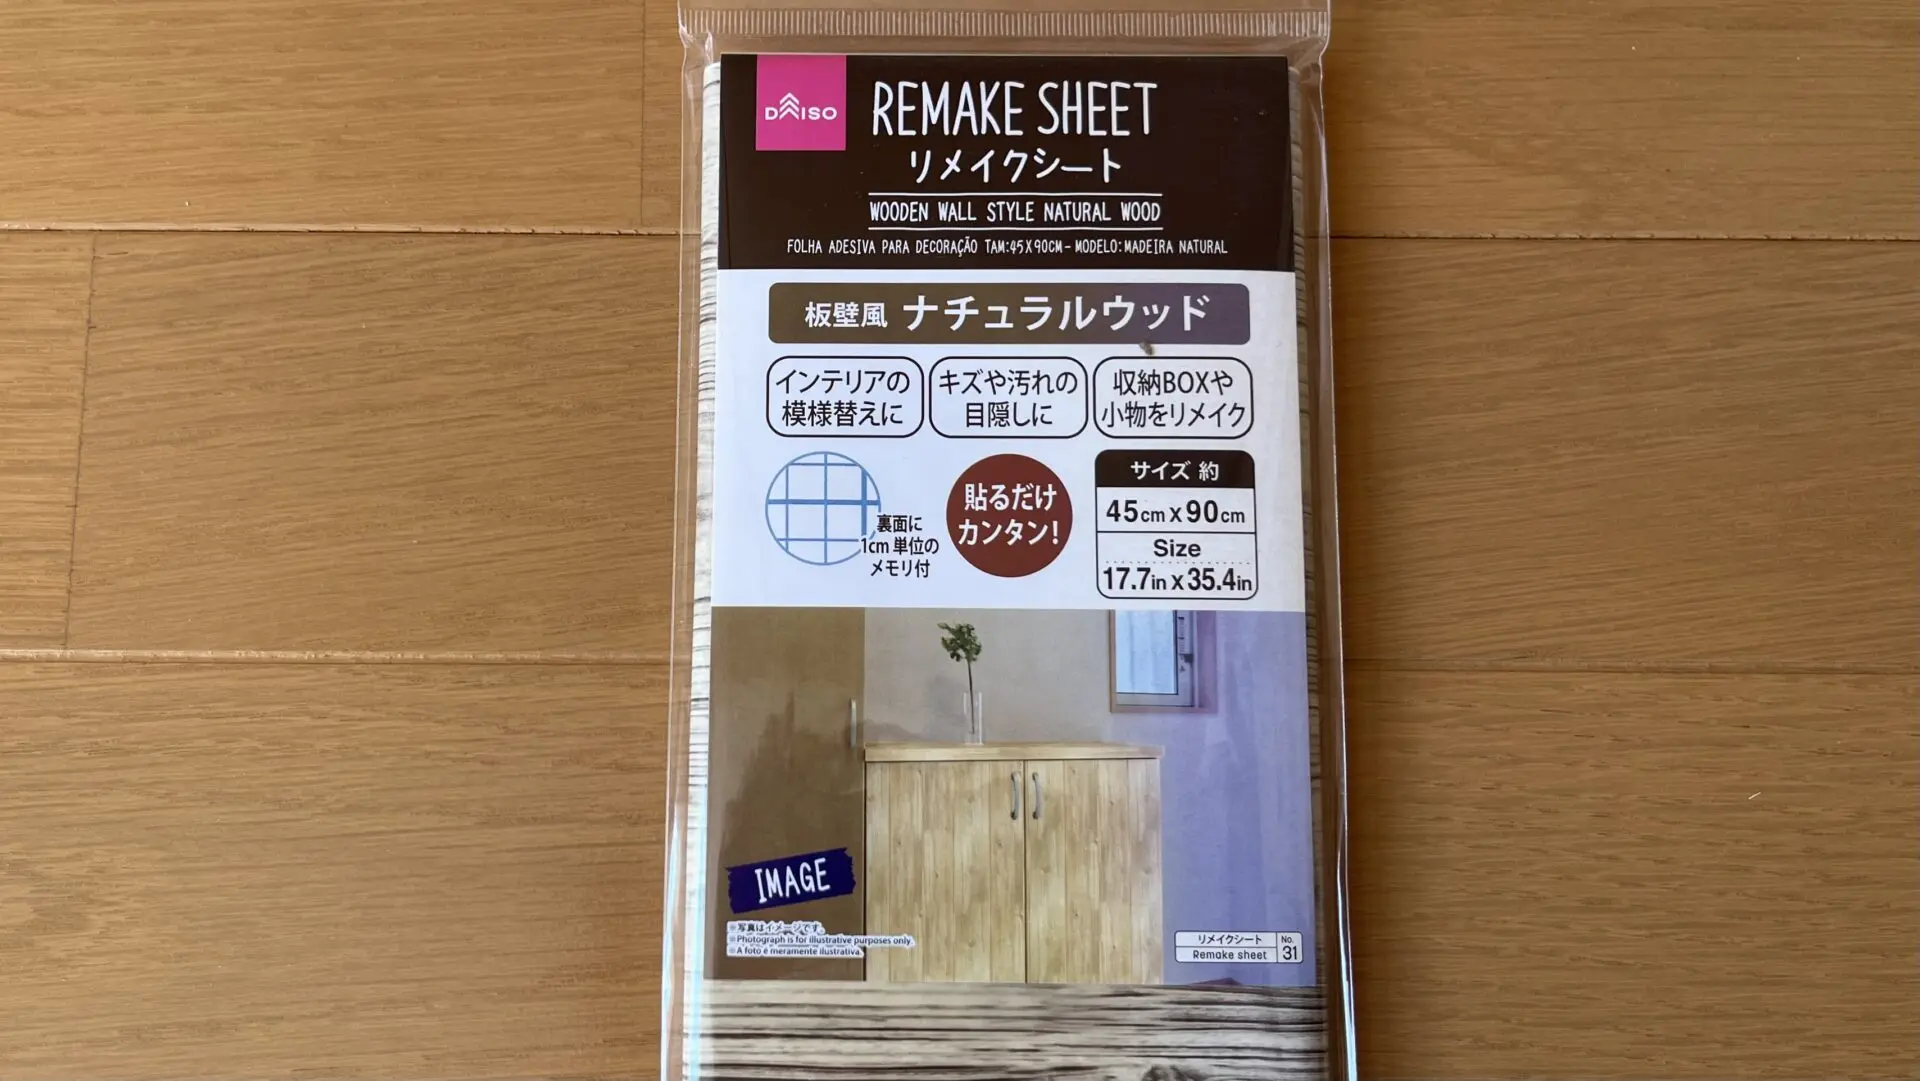 DAISO
REMAKE SHEET
リメイクシート
WOODEN WALL STYLE NATURAL WOOD
FOLHA ADESIVA PARA DECORAÇÃO TAM:45X90CM - MODELO:MADEIRA NATURAL
板壁風 ナチュラルウッド
インテリアの
模様替えに
キズや汚れの
目隠しに
収納BOXや
小物をリメイク
裏面に
1cm 単位の
メモリ付
貼るだけ
カンタン!
サイズ 約
45cm X 90cm
Size
17.7in X 35.4in
IMAGE
※写真はイメージです。
※Photograph is for illustrative purposes only.
※A foto é meramente ilustrativa.
リメイクシート
Remake sheet
No.
31